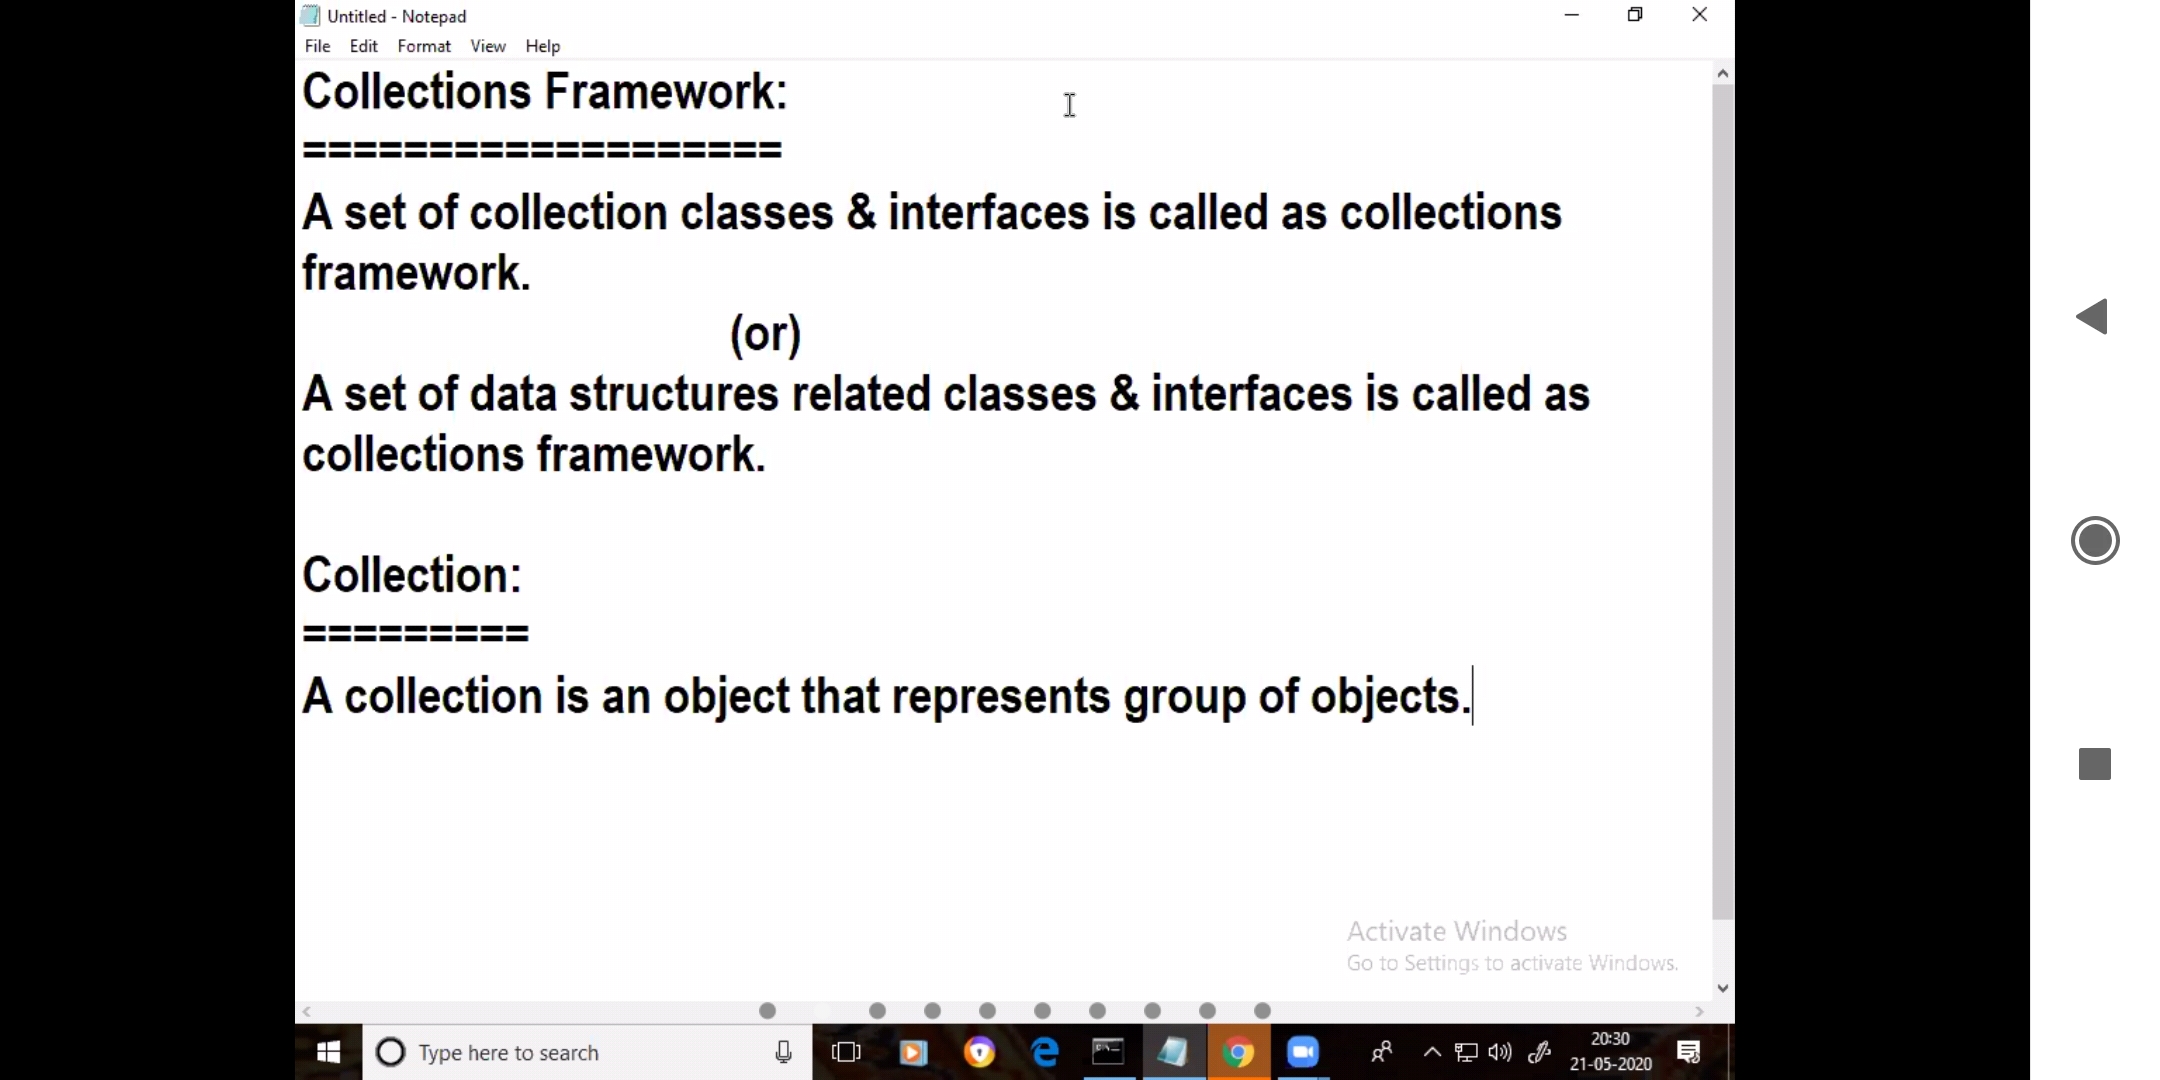 Untitled - Notepad
File Edit Format View Help
Collections Framework:
===================
A set of collection classes & interfaces is called as collections
framework.
(or)
A set of data structures related classes & interfaces is called as
collections framework.
Collection:
=========
A collection is an object that represents group of objects.
Activate Windows
Go to Settings to activate Windows.
Type here to search
20:30
21-05-2020